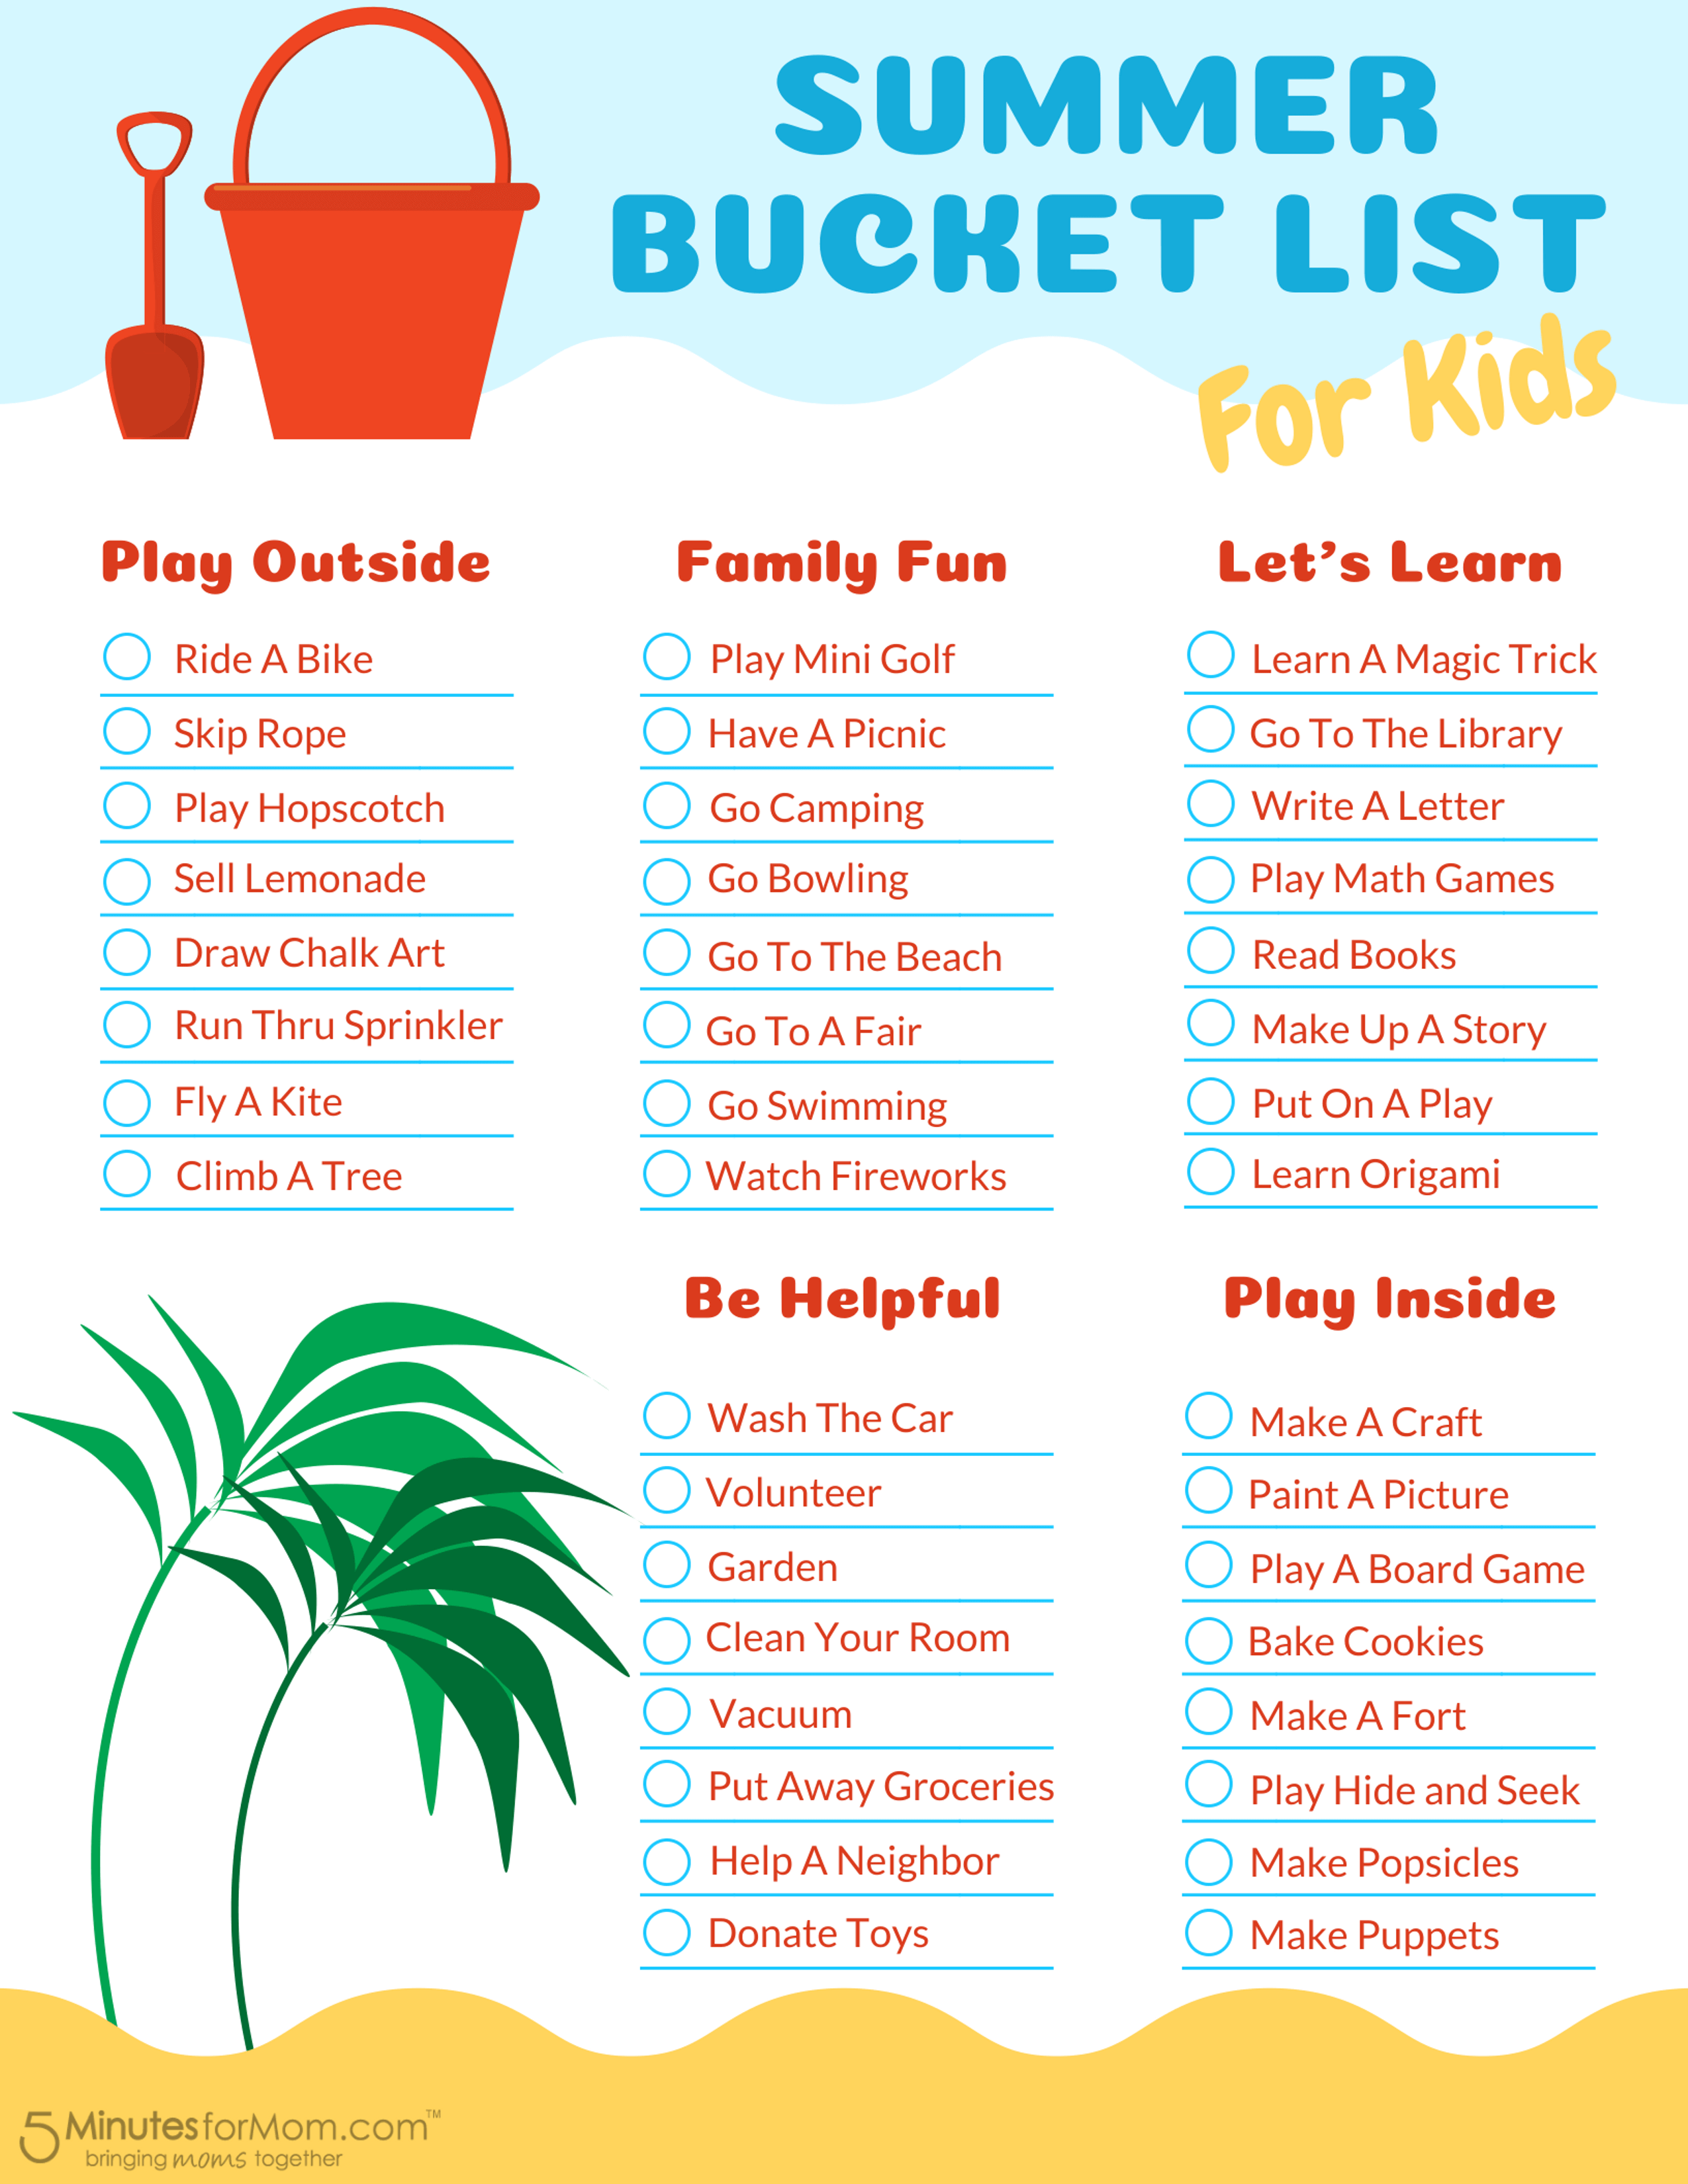 SUMMER
BUCKET LIST
For Kids
Play Outside
Ride A Bike
Skip Rope
Play Hopscotch
Sell Lemonade
Draw Chalk Art
Run Thru Sprinkler
Fly A Kite
Climb A Tree
Family Fun
Play Mini Golf
Have A Picnic
Go Camping
Go Bowling
Go To The Beach
Go To A Fair
Go Swimming
Watch Fireworks
Let's Learn
Learn A Magic Trick
Go To The Library
Write A Letter
Play Math Games
Read Books
Make Up A Story
Put On A Play
Learn Origami
Be Helpful
Wash The Car
Volunteer
Garden
Clean Your Room
Vacuum
Put Away Groceries
Help A Neighbor
Donate Toys
Play Inside
Make A Craft
Paint A Picture
Play A Board Game
Bake Cookies
Make A Fort
Play Hide and Seek
Make Popsicles
Make Puppets
5MinutesforMom.com™
bringing moms together